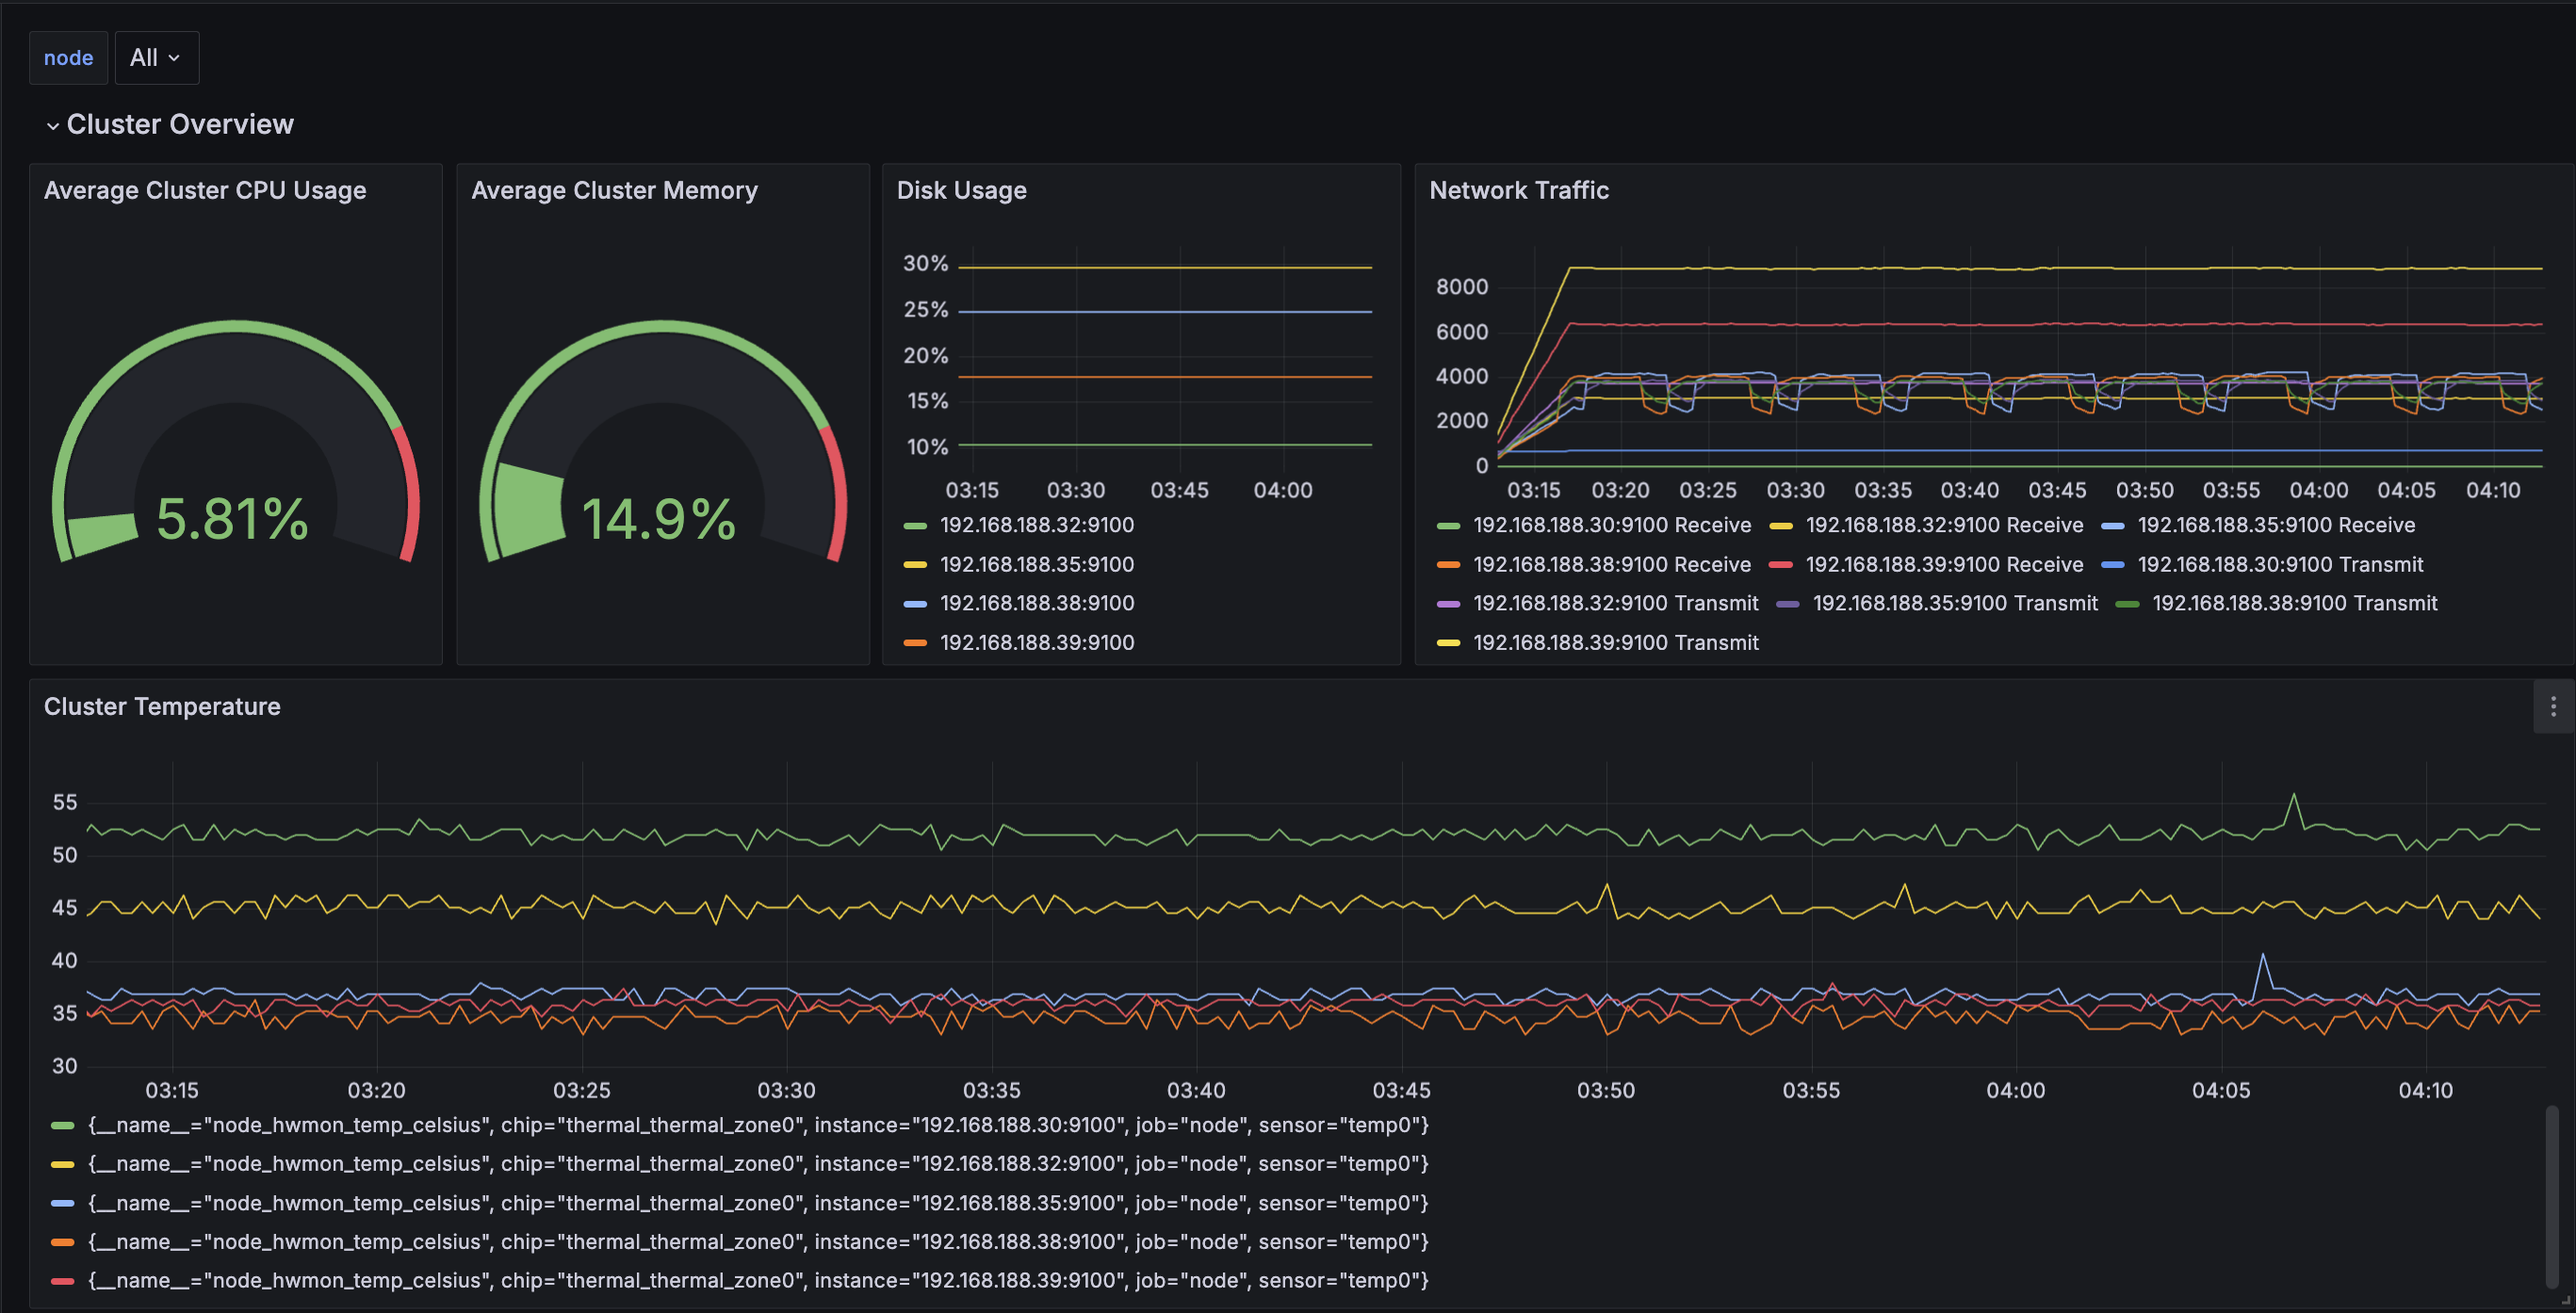 node All
Cluster Overview
Average Cluster CPU Usage
5.81%
Average Cluster Memory
14.9%
Disk Usage
30%
25%
20%
15%
10%
03:15 03:30 03:45 04:00
192.168.188.32:9100
192.168.188.35:9100
192.168.188.38:9100
192.168.188.39:9100
Network Traffic
8000
6000
4000
2000
0
03:15 03:20 03:25 03:30 03:35 03:40 03:45 03:50 03:55 04:00 04:05 04:10
192.168.188.30:9100 Receive 192.168.188.32:9100 Receive 192.168.188.35:9100 Receive
192.168.188.38:9100 Receive 192.168.188.39:9100 Receive 192.168.188.30:9100 Transmit
192.168.188.32:9100 Transmit 192.168.188.35:9100 Transmit 192.168.188.38:9100 Transmit
192.168.188.39:9100 Transmit
Cluster Temperature
55
50
45
40
35
30
03:15 03:20 03:25 03:30 03:35 03:40 03:45 03:50 03:55 04:00 04:05 04:10
{__name__="node_hwmon_temp_celsius", chip="thermal_thermal_zone0", instance="192.168.188.30:9100", job="node", sensor="temp0"}
{__name__="node_hwmon_temp_celsius", chip="thermal_thermal_zone0", instance="192.168.188.32:9100", job="node", sensor="temp0"}
{__name__="node_hwmon_temp_celsius", chip="thermal_thermal_zone0", instance="192.168.188.35:9100", job="node", sensor="temp0"}
{__name__="node_hwmon_temp_celsius", chip="thermal_thermal_zone0", instance="192.168.188.38:9100", job="node", sensor="temp0"}
{__name__="node_hwmon_temp_celsius", chip="thermal_thermal_zone0", instance="192.168.188.39:9100", job="node", sensor="temp0"}